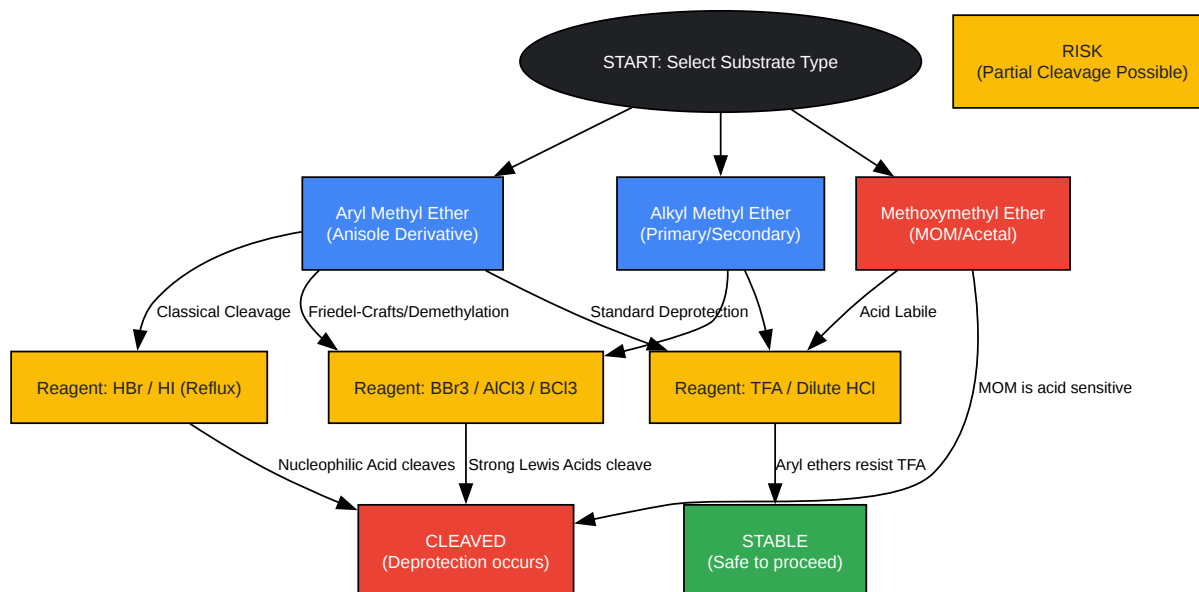 START: Select Substrate Type
RISK
(Partial Cleavage Possible)
Aryl Methyl Ether
(Anisole Derivative)
Alkyl Methyl Ether
(Primary/Secondary)
Methoxymethyl Ether
(MOM/Acetal)
Classical Cleavage
Friedel-Crafts/Demethylation
Standard Deprotection
Acid Labile
Reagent: HBr / HI (Reflux)
Reagent: BBr3 / AlCl3 / BCl3
Reagent: TFA / Dilute HCl
MOM is acid sensitive
Nucleophilic Acid cleaves
Strong Lewis Acids cleave
Aryl ethers resist TFA
CLEAVED
(Deprotection occurs)
STABLE
(Safe to proceed)